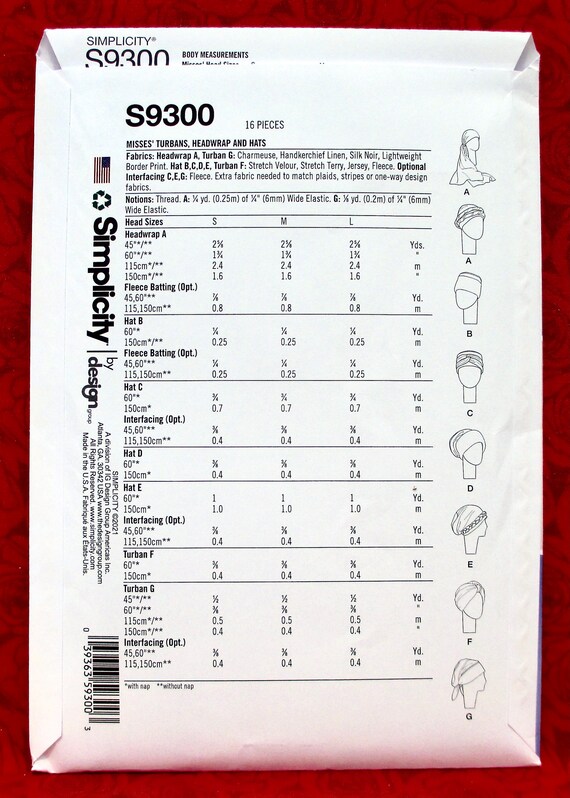 SIMPLICITY®
S9300
BODY MEASUREMENTS
S9300 16 PIECES
MISSES' TURBANS, HEADWRAP AND HATS
Fabrics: Headwrap A, Turban G: Charmeuse, Handkerchief Linen, Silk Noir, Lightweight
Border Print. Hat B,C,D,E, Turban F: Stretch Velour, Stretch Terry, Jersey, Fleece. Optional
Interfacing C,E,G: Fleece. Extra fabric needed to match plaids, stripes or one-way design
fabrics.
Notions: Thread. A: ¼ yd. (0.25m) of ¼" (6mm) Wide Elastic. G: ⅛ yd. (0.2m) of ¼" (6mm)
Wide Elastic.
Head Sizes S M L
Headwrap A
45"*/** 2⅝ 2⅝ 2⅝ Yds.
60"*/** 1¾ 1¾ 1¾ "
115cm*/** 2.4 2.4 2.4 m
150cm*/** 1.6 1.6 1.6 "
Fleece Batting (Opt.)
45,60"** ⅞ ⅞ ⅞ Yd.
115,150cm** 0.8 0.8 0.8 m
Hat B
60"* ¼ ¼ ¼ Yd.
150cm*/** 0.25 0.25 0.25 m
Fleece Batting (Opt.)
45,60"** ¼ ¼ ¼ Yd.
115,150cm** 0.25 0.25 0.25 m
Hat C
60"* ¾ ¾ ¾ Yd.
150cm* 0.7 0.7 0.7 m
Interfacing (Opt.)
45,60"** ⅜ ⅜ ⅜ Yd.
115,150cm** 0.4 0.4 0.4 m
Hat D
60"* ⅜ ⅜ ⅜ Yd.
150cm* 0.4 0.4 0.4 m
Hat E
60"* 1 1 1 Yd.
150cm* 1.0 1.0 1.0 m
Interfacing (Opt.)
45,60"** ⅜ ⅜ ⅜ Yd.
115,150cm** 0.4 0.4 0.4 m
Turban F
60"* ⅜ ⅜ ⅜ Yd.
150cm* 0.4 0.4 0.4 m
Turban G
45"*/** ½ ½ ½ Yd.
60"*/** ⅜ ⅜ ⅜ "
115cm*/** 0.5 0.5 0.5 m
150cm*/** 0.4 0.4 0.4 "
Interfacing (Opt.)
45,60"** ⅜ ⅜ ⅜ Yd.
115,150cm** 0.4 0.4 0.4 m
*with nap **without nap
A
A
B
C
D
E
F
G
Simplicity
by
design
group
SIMPLICITY ©2021
A division of IG Design Group Americas Inc.
Atlanta, GA. 30342 USA www.thedesigngroup.com
All Rights Reserved. www.simplicity.com
Made in the U.S.A. Fabriqué aux États-Unis.
0 39363 59300 3